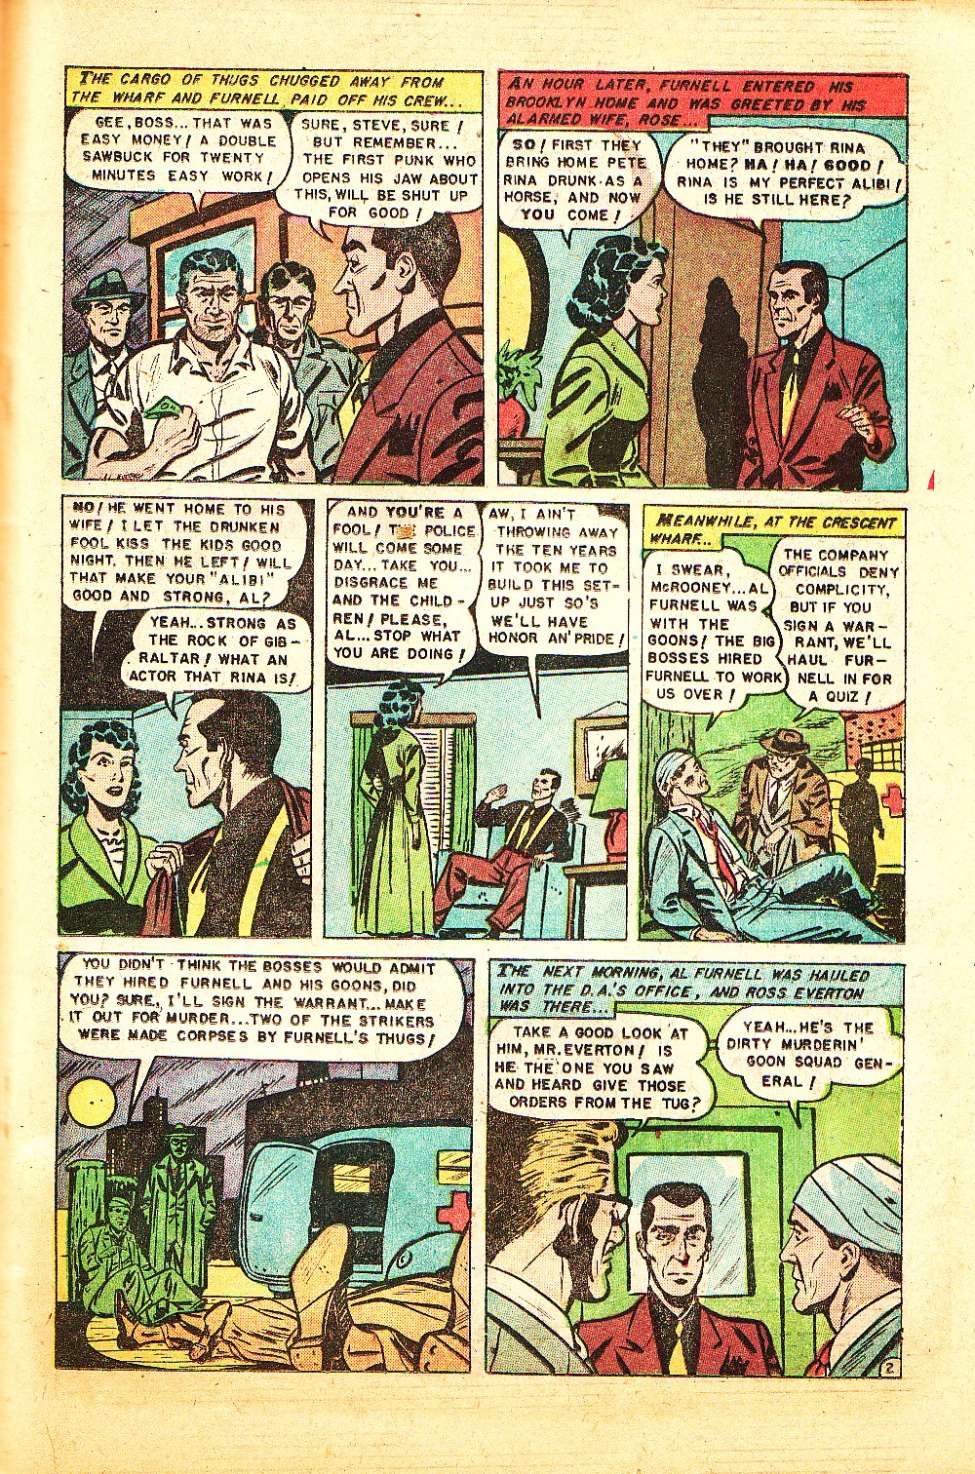 THE CARGO OF THUGS CHUGGED AWAY FROM
THE WHARF AND FURNELL PAID OFF HIS CREW...
GEE, BOSS... THAT WAS
EASY MONEY! A DOUBLE
SAWBUCK FOR TWENTY
MINUTES EASY WORK!
SURE, STEVE, SURE!
BUT REMEMBER...
THE FIRST PUNK WHO
OPENS HIS JAW ABOUT
THIS, WILL BE SHUT UP
FOR GOOD!
AN HOUR LATER, FURNELL ENTERED HIS
BROOKLYN HOME AND WAS GREETED BY HIS
ALARMED WIFE, ROSE...
SO! FIRST THEY
BRING HOME PETE
RINA DRUNK AS A
HORSE, AND NOW
YOU COME!
"THEY" BROUGHT RINA
HOME? HA! HA! GOOD!
RINA IS MY PERFECT ALIBI!
IS HE STILL HERE?
NO! HE WENT HOME TO HIS
WIFE! I LET THE DRUNKEN
FOOL KISS THE KIDS GOOD
NIGHT, THEN HE LEFT! WILL
THAT MAKE YOUR "ALIBI"
GOOD AND STRONG, AL?
YEAH... STRONG AS
THE ROCK OF GIB-
RALTAR! WHAT AN
ACTOR THAT RINA IS!
AND YOU'RE A
FOOL! THE POLICE
WILL COME SOME
DAY... TAKE YOU...
DISGRACE ME
AND THE CHILD-
REN! PLEASE,
AL... STOP WHAT
YOU ARE DOING!
AW, I AIN'T
THROWING AWAY
THE TEN YEARS
IT TOOK ME TO
BUILD THIS SET-
UP JUST SO'S
WE'LL HAVE
HONOR AN' PRIDE!
MEANWHILE, AT THE CRESCENT
WHARF..
I SWEAR,
McROONEY... AL
FURNELL WAS
WITH THE
GOONS! THE BIG
BOSSES HIRED
FURNELL TO WORK
US OVER!
THE COMPANY
OFFICIALS DENY
COMPLICITY,
BUT IF YOU
SIGN A WAR-
RANT, WE'LL
HAUL FUR-
NELL IN FOR
A QUIZ!
YOU DIDN'T THINK THE BOSSES WOULD ADMIT
THEY HIRED FURNELL AND HIS GOONS, DID
YOU? SURE, I'LL SIGN THE WARRANT... MAKE
IT OUT FOR MURDER... TWO OF THE STRIKERS
WERE MADE CORPSES BY FURNELL'S THUGS!
THE NEXT MORNING, AL FURNELL WAS HAULED
INTO THE D.A.'S OFFICE, AND ROSS EVERTON
WAS THERE...
TAKE A GOOD LOOK AT
HIM, MR. EVERTON! IS
HE THE ONE YOU SAW
AND HEARD GIVE THOSE
ORDERS FROM THE TUG?
YEAH... HE'S THE
DIRTY MURDERIN'
GOON SQUAD GEN-
ERAL!
2